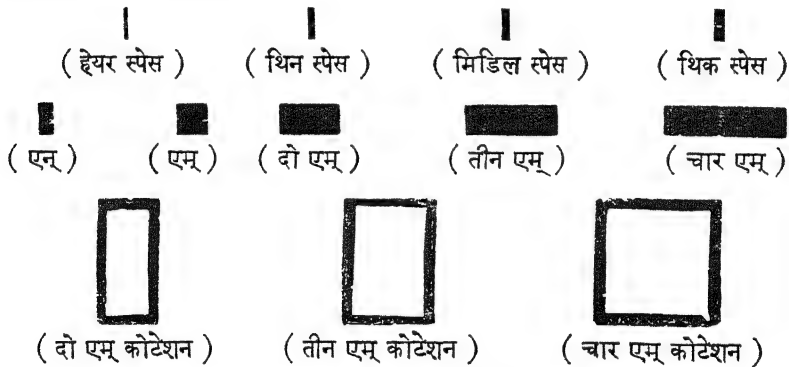 ( हेयर स्पेस ) ( थिन स्पेस ) ( मिडिल स्पेस ) ( थिक स्पेस )
( एन् ) ( एम् ) ( दो एम् ) ( तीन एम् ) ( चार एम् )
( दो एम् कोटेशन ) ( तीन एम् कोटेशन ) ( चार एम् कोटेशन )